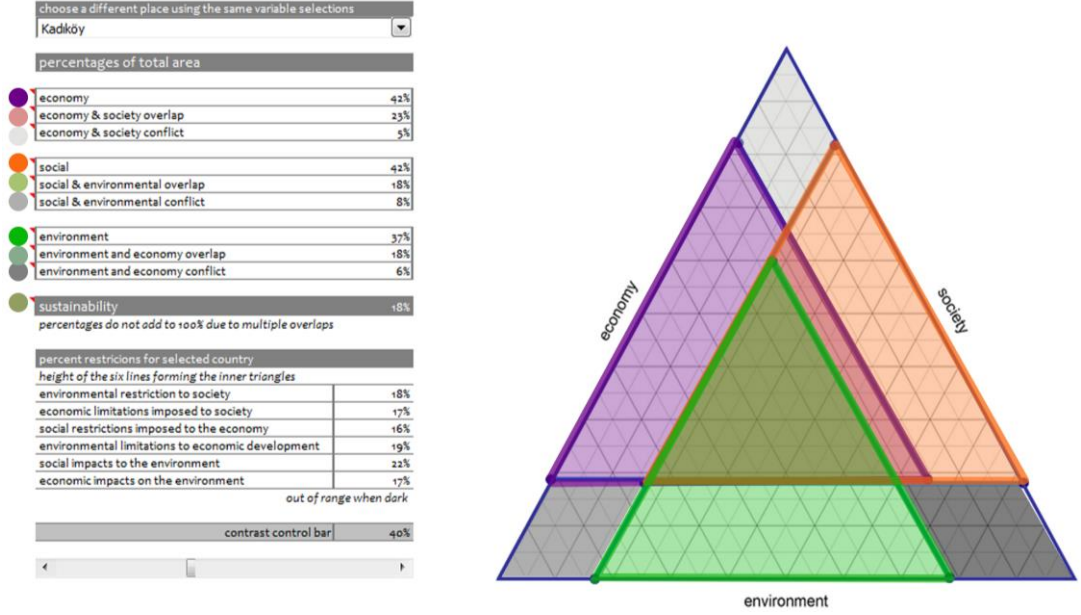 choose a different place using the same variable selections
Kadıköy
percentages of total area
economy 42%
economy & society overlap 23%
economy & society conflict 5%
social 42%
social & environmental overlap 18%
social & environmental conflict 8%
environment 37%
environment and economy overlap 18%
environment and economy conflict 6%
sustainability 18%
percentages do not add to 100% due to multiple overlaps
percent restricions for selected country
height of the six lines forming the inner triangles
environmental restriction to society 18%
economic limitations imposed to society 17%
social restrictions imposed to the economy 16%
environmental limitations to economic development 19%
social impacts to the environment 22%
economic impacts on the environment 17%
out of range when dark
contrast control bar 40%
economy
society
environment